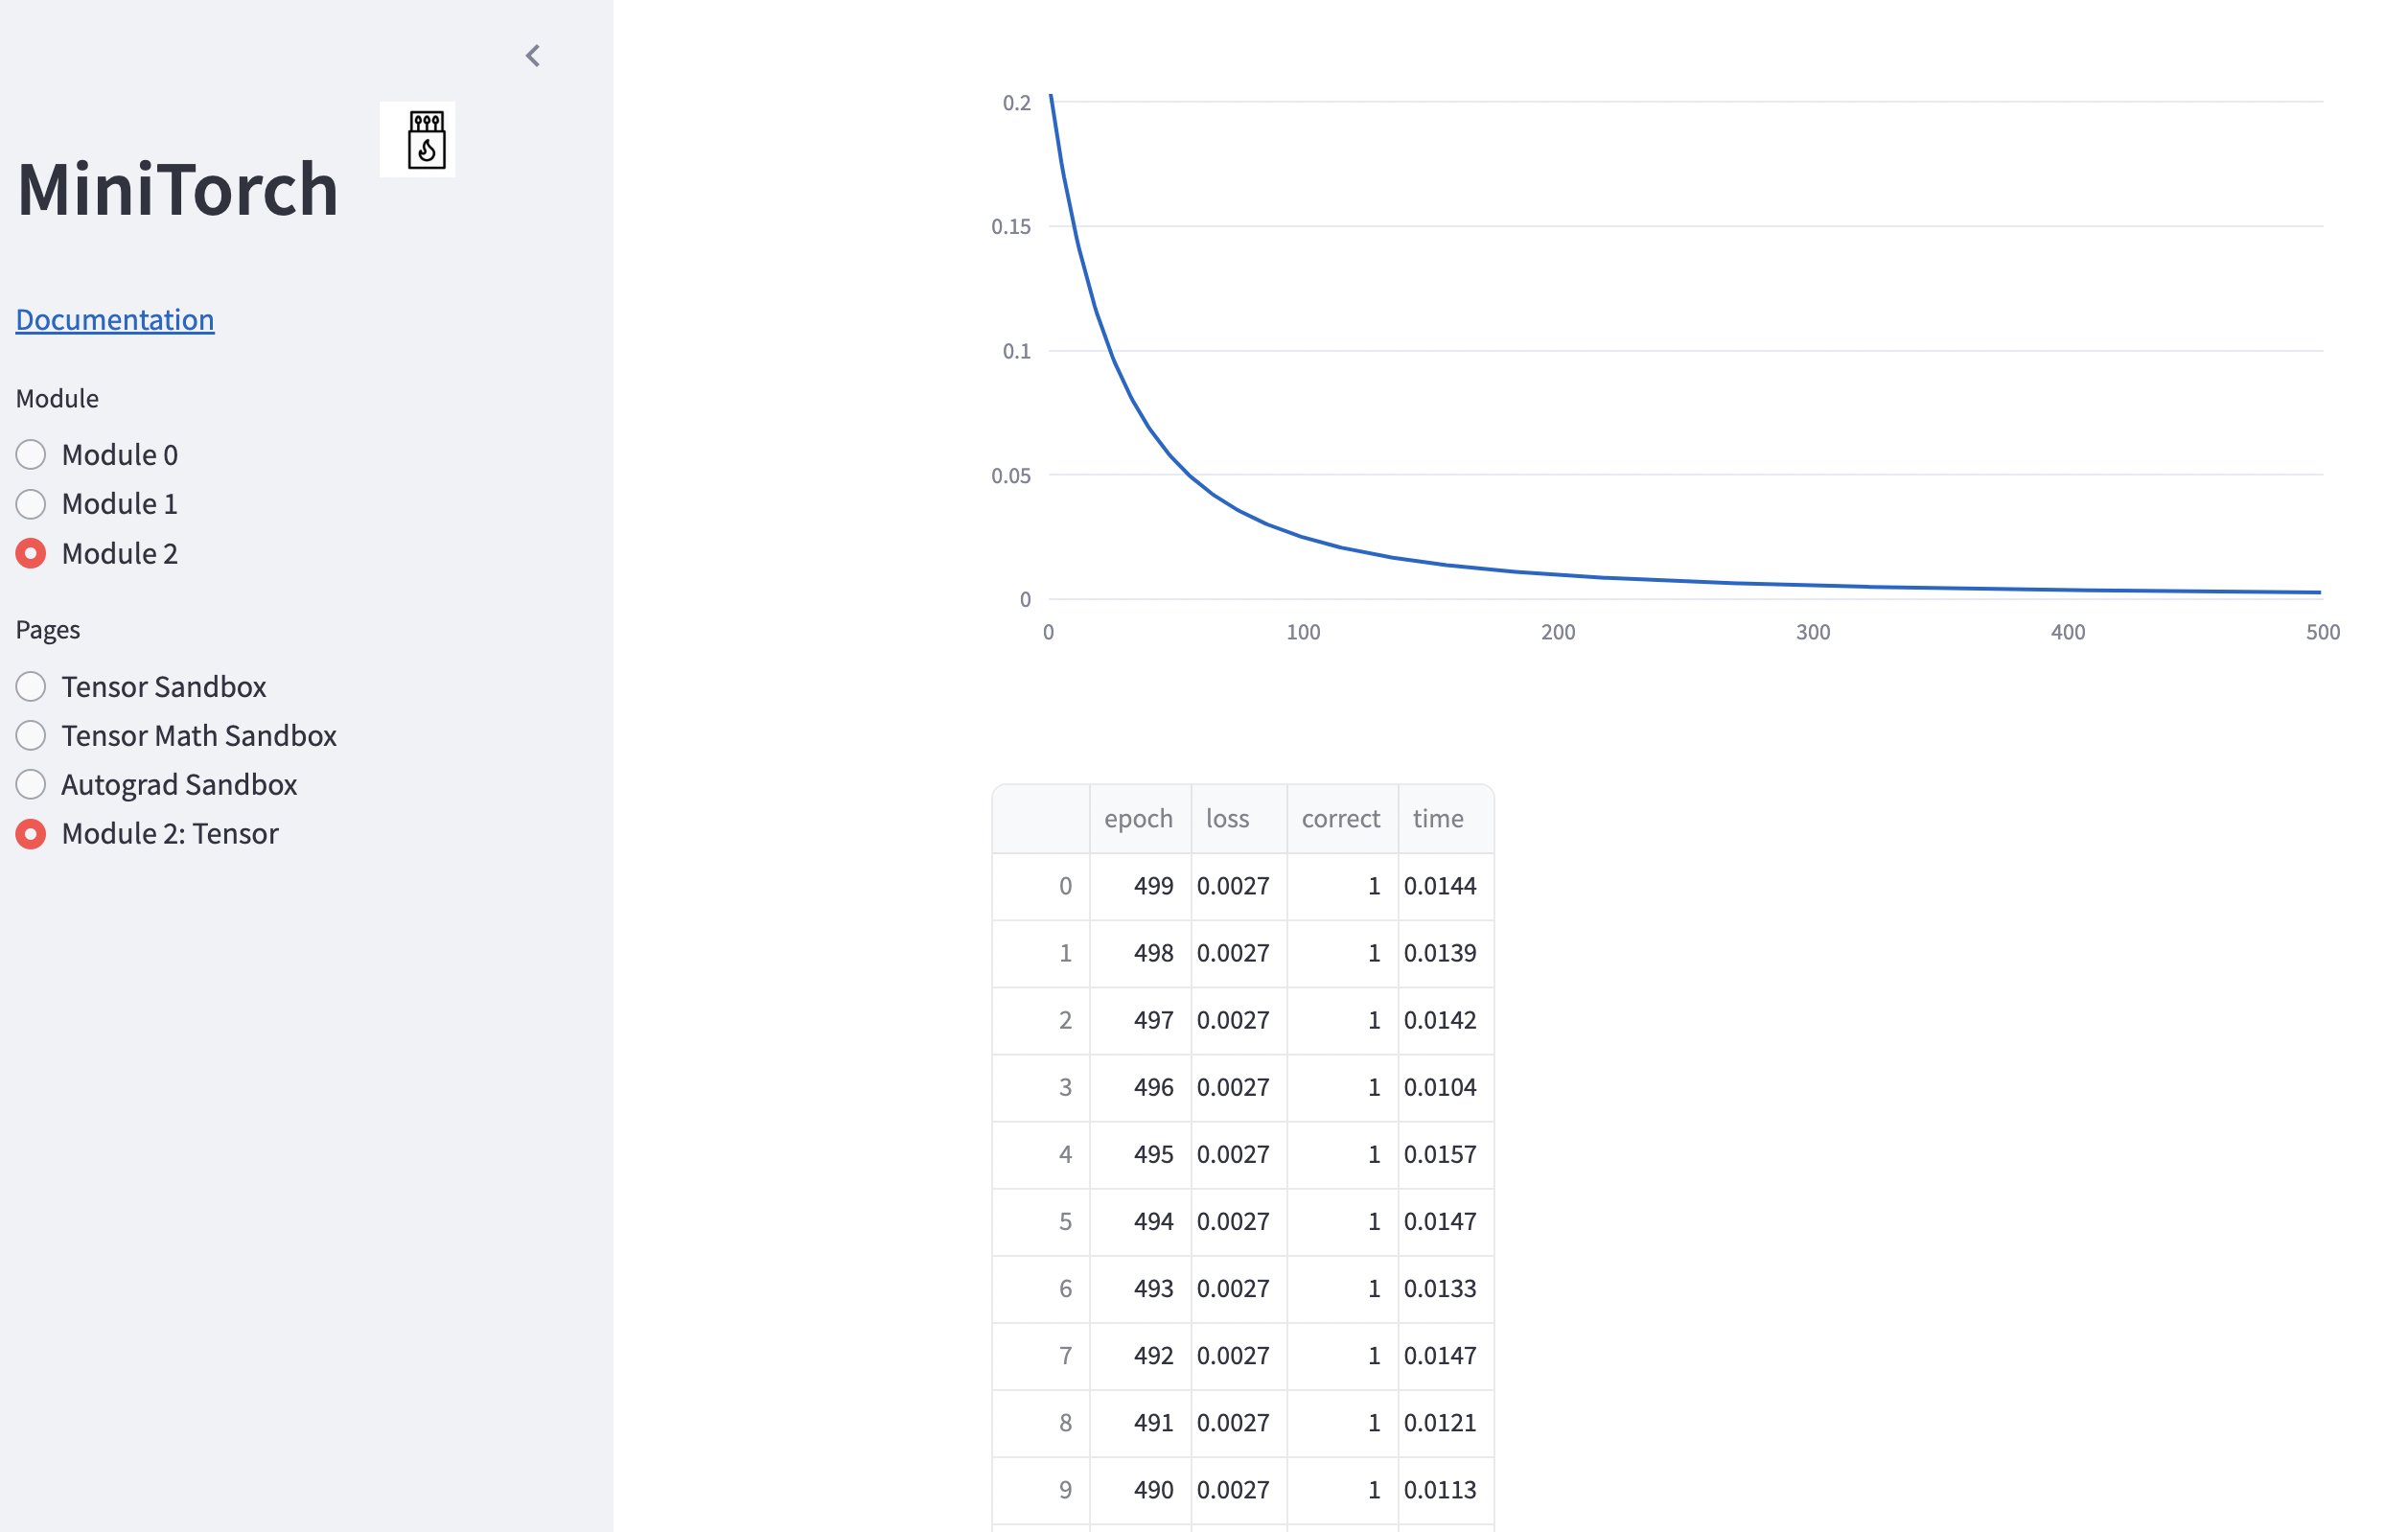 MiniTorch
Documentation
Module
Module 0
Module 1
Module 2
Pages
Tensor Sandbox
Tensor Math Sandbox
Autograd Sandbox
Module 2: Tensor
0.2
0.15
0.1
0.05
0
0 100 200 300 400 500
epoch loss correct time
0 499 0.0027 1 0.0144
1 498 0.0027 1 0.0139
2 497 0.0027 1 0.0142
3 496 0.0027 1 0.0104
4 495 0.0027 1 0.0157
5 494 0.0027 1 0.0147
6 493 0.0027 1 0.0133
7 492 0.0027 1 0.0147
8 491 0.0027 1 0.0121
9 490 0.0027 1 0.0113